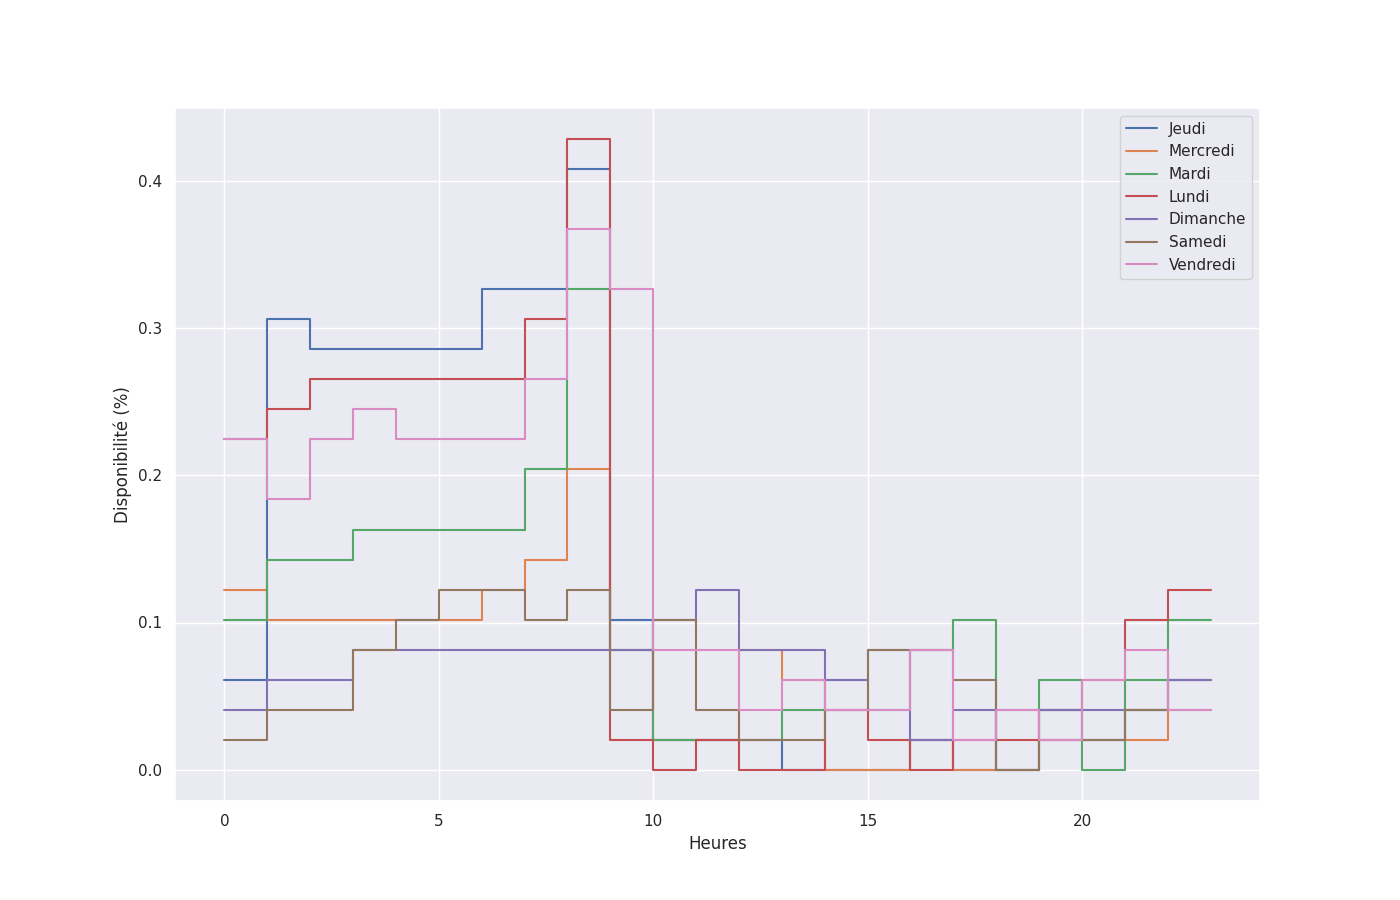 Jeudi
Mercredi
Mardi
Lundi
Dimanche
Samedi
Vendredi
0.4
0.3
0.2
0.1
0.0
Disponibilité (%)
0 5 10 15 20
Heures